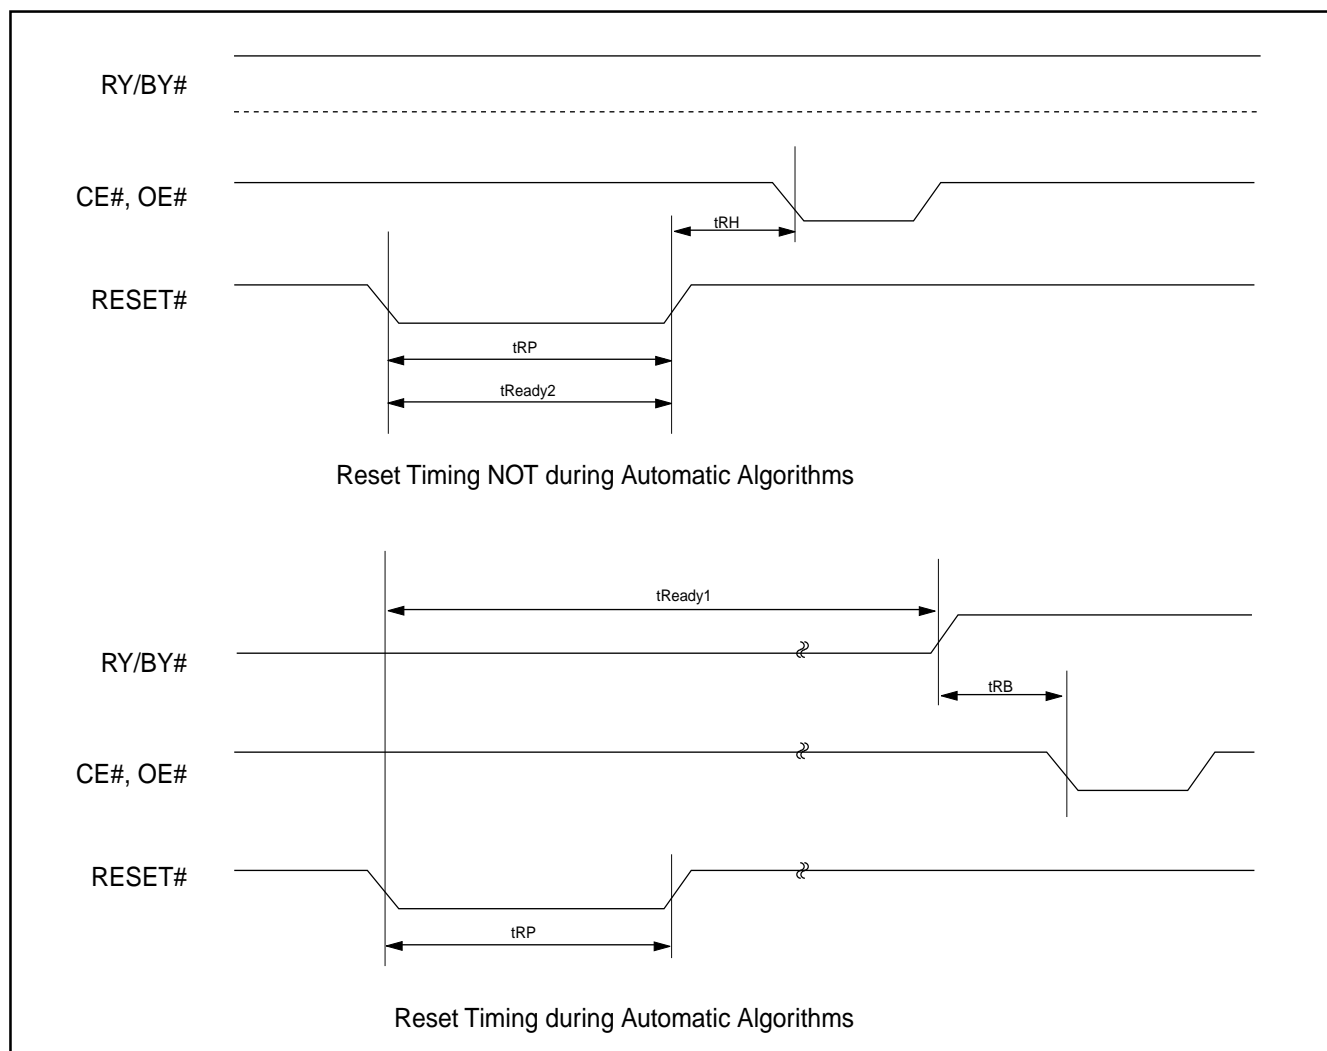 RY/BY#
CE#, OE#
tRH
RESET#
tRP
tReady2
Reset Timing NOT during Automatic Algorithms
tReady1
RY/BY#
tRB
CE#, OE#
RESET#
tRP
Reset Timing during Automatic Algorithms